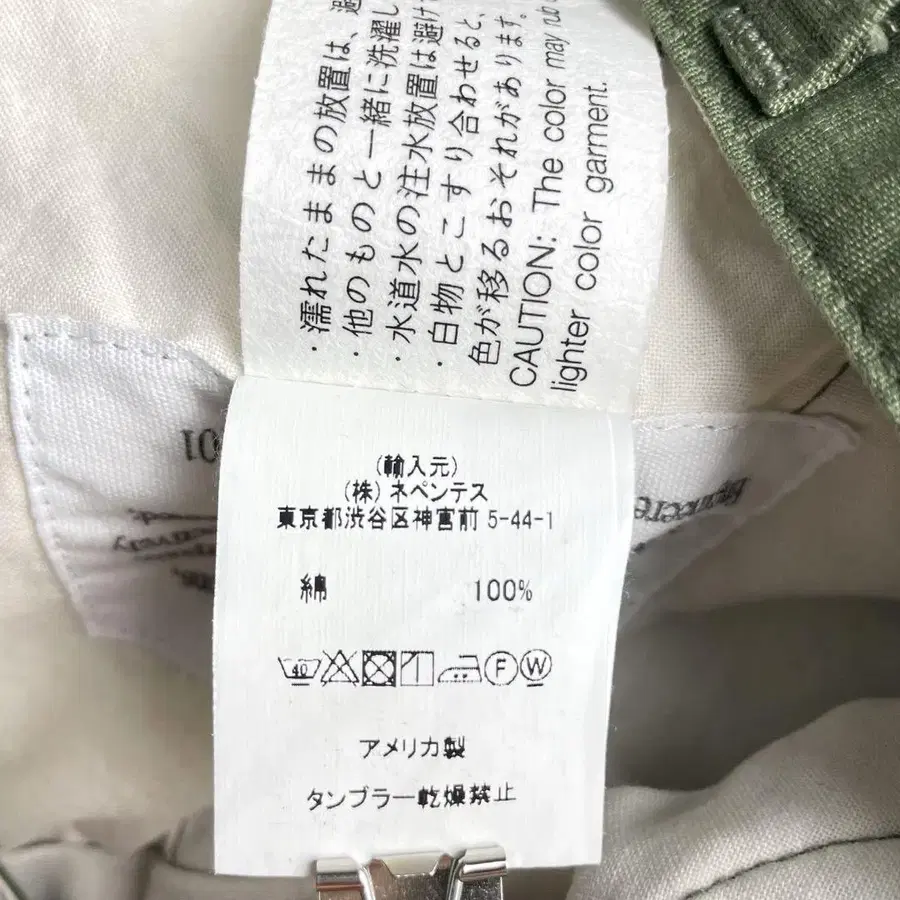 ・濡れたままの放置は、避
・他のものと一緒に洗濯し
・水道水の注水放置は避け
・白物とこすり合わせると、
色が移るおそれがあります。
CAUTION: The color may rub
lighter color garment.
(輸入元)
(株) ネペンテス
東京都渋谷区神宮前 5-44-1
綿 100%
40 F W
アメリカ製
タンブラー乾燥禁止
01